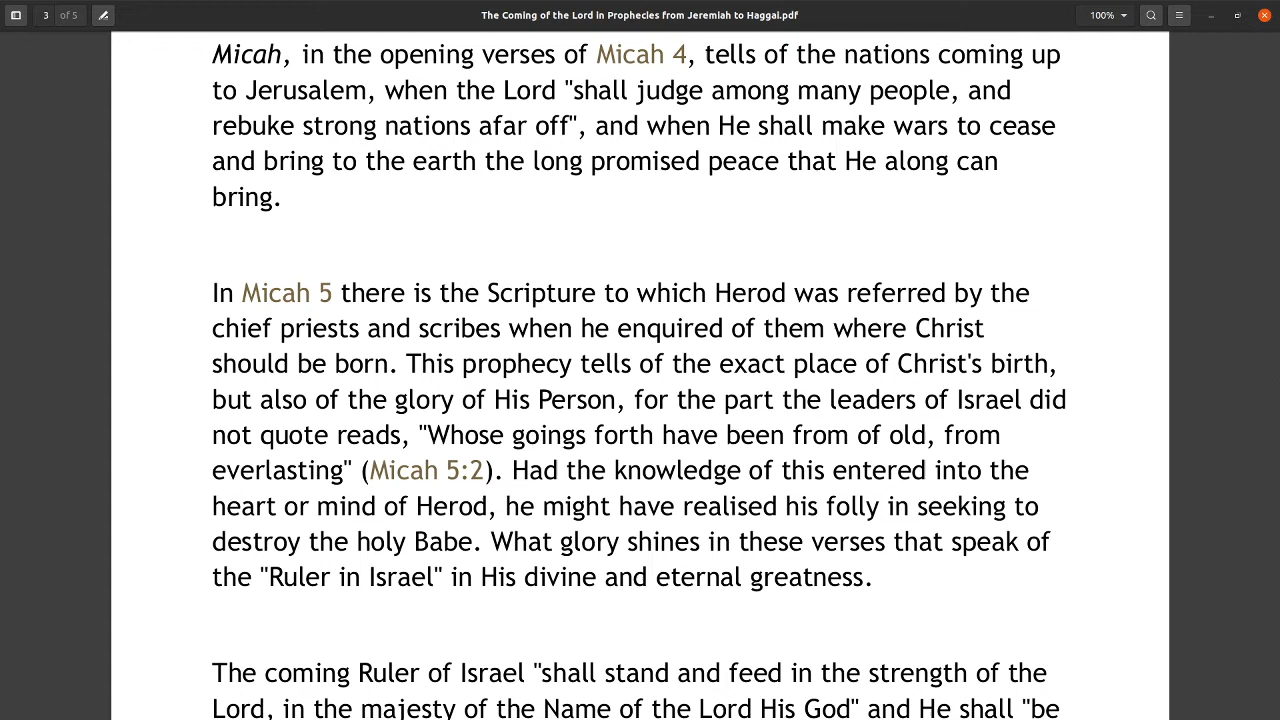 3 of 5
The Coming of the Lord in Prophecies from Jeremiah to Haggai.pdf
100%
Micah, in the opening verses of Micah 4, tells of the nations coming up
to Jerusalem, when the Lord "shall judge among many people, and
rebuke strong nations afar off", and when He shall make wars to cease
and bring to the earth the long promised peace that He along can
bring.
In Micah 5 there is the Scripture to which Herod was referred by the
chief priests and scribes when he enquired of them where Christ
should be born. This prophecy tells of the exact place of Christ's birth,
but also of the glory of His Person, for the part the leaders of Israel did
not quote reads, "Whose goings forth have been from of old, from
everlasting" (Micah 5:2). Had the knowledge of this entered into the
heart or mind of Herod, he might have realised his folly in seeking to
destroy the holy Babe. What glory shines in these verses that speak of
the "Ruler in Israel" in His divine and eternal greatness.
The coming Ruler of Israel "shall stand and feed in the strength of the
Lord, in the majesty of the Name of the Lord His God" and He shall "be